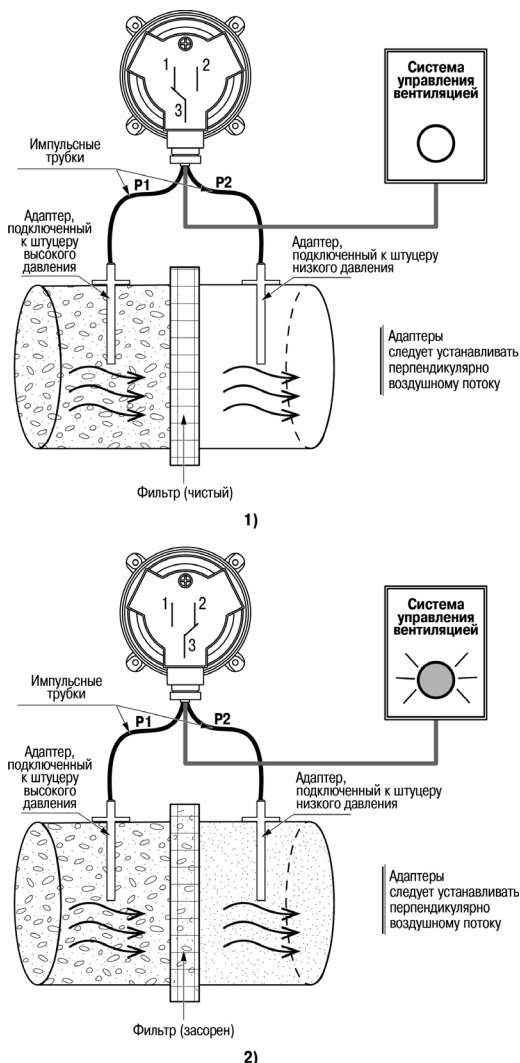 1
2
3
Система
управления
вентиляцией
Импульсные
трубки
P1
P2
Адаптер,
подключенный
к штуцеру
высокого
давления
Адаптер,
подключенный к штуцеру
низкого давления
Адаптеры
следует устанавливать
перпендикулярно
воздушному потоку
Фильтр (чистый)
1)
1
2
3
Система
управления
вентиляцией
Импульсные
трубки
P1
P2
Адаптер,
подключенный
к штуцеру
высокого
давления
Адаптер,
подключенный к штуцеру
низкого давления
Адаптеры
следует устанавливать
перпендикулярно
воздушному потоку
Фильтр (засорен)
2)